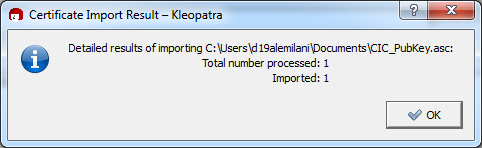 Certificate Import Result – Kleopatra
Detailed results of importing C:\Users\d19alemilani\Documents\CIC_PubKey.asc:
Total number processed: 1
Imported: 1
OK